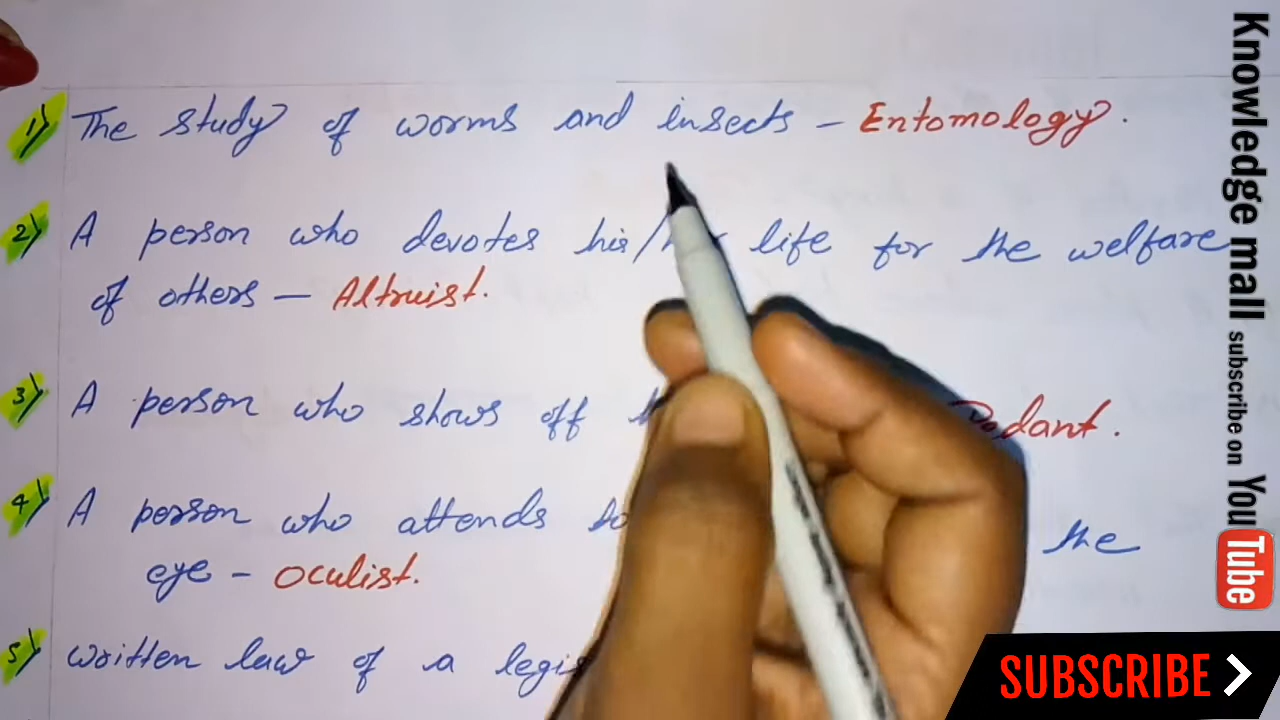 1) The study of worms and insects - Entomology.
2) A person who devotes his/ life for the welfare
of others - Altruist.
3) A person who shows off Pedant.
4) A person who attends to the
eye - Oculist.
5) written law of a
Knowledge mall subscribe on YouTube
SUBSCRIBE